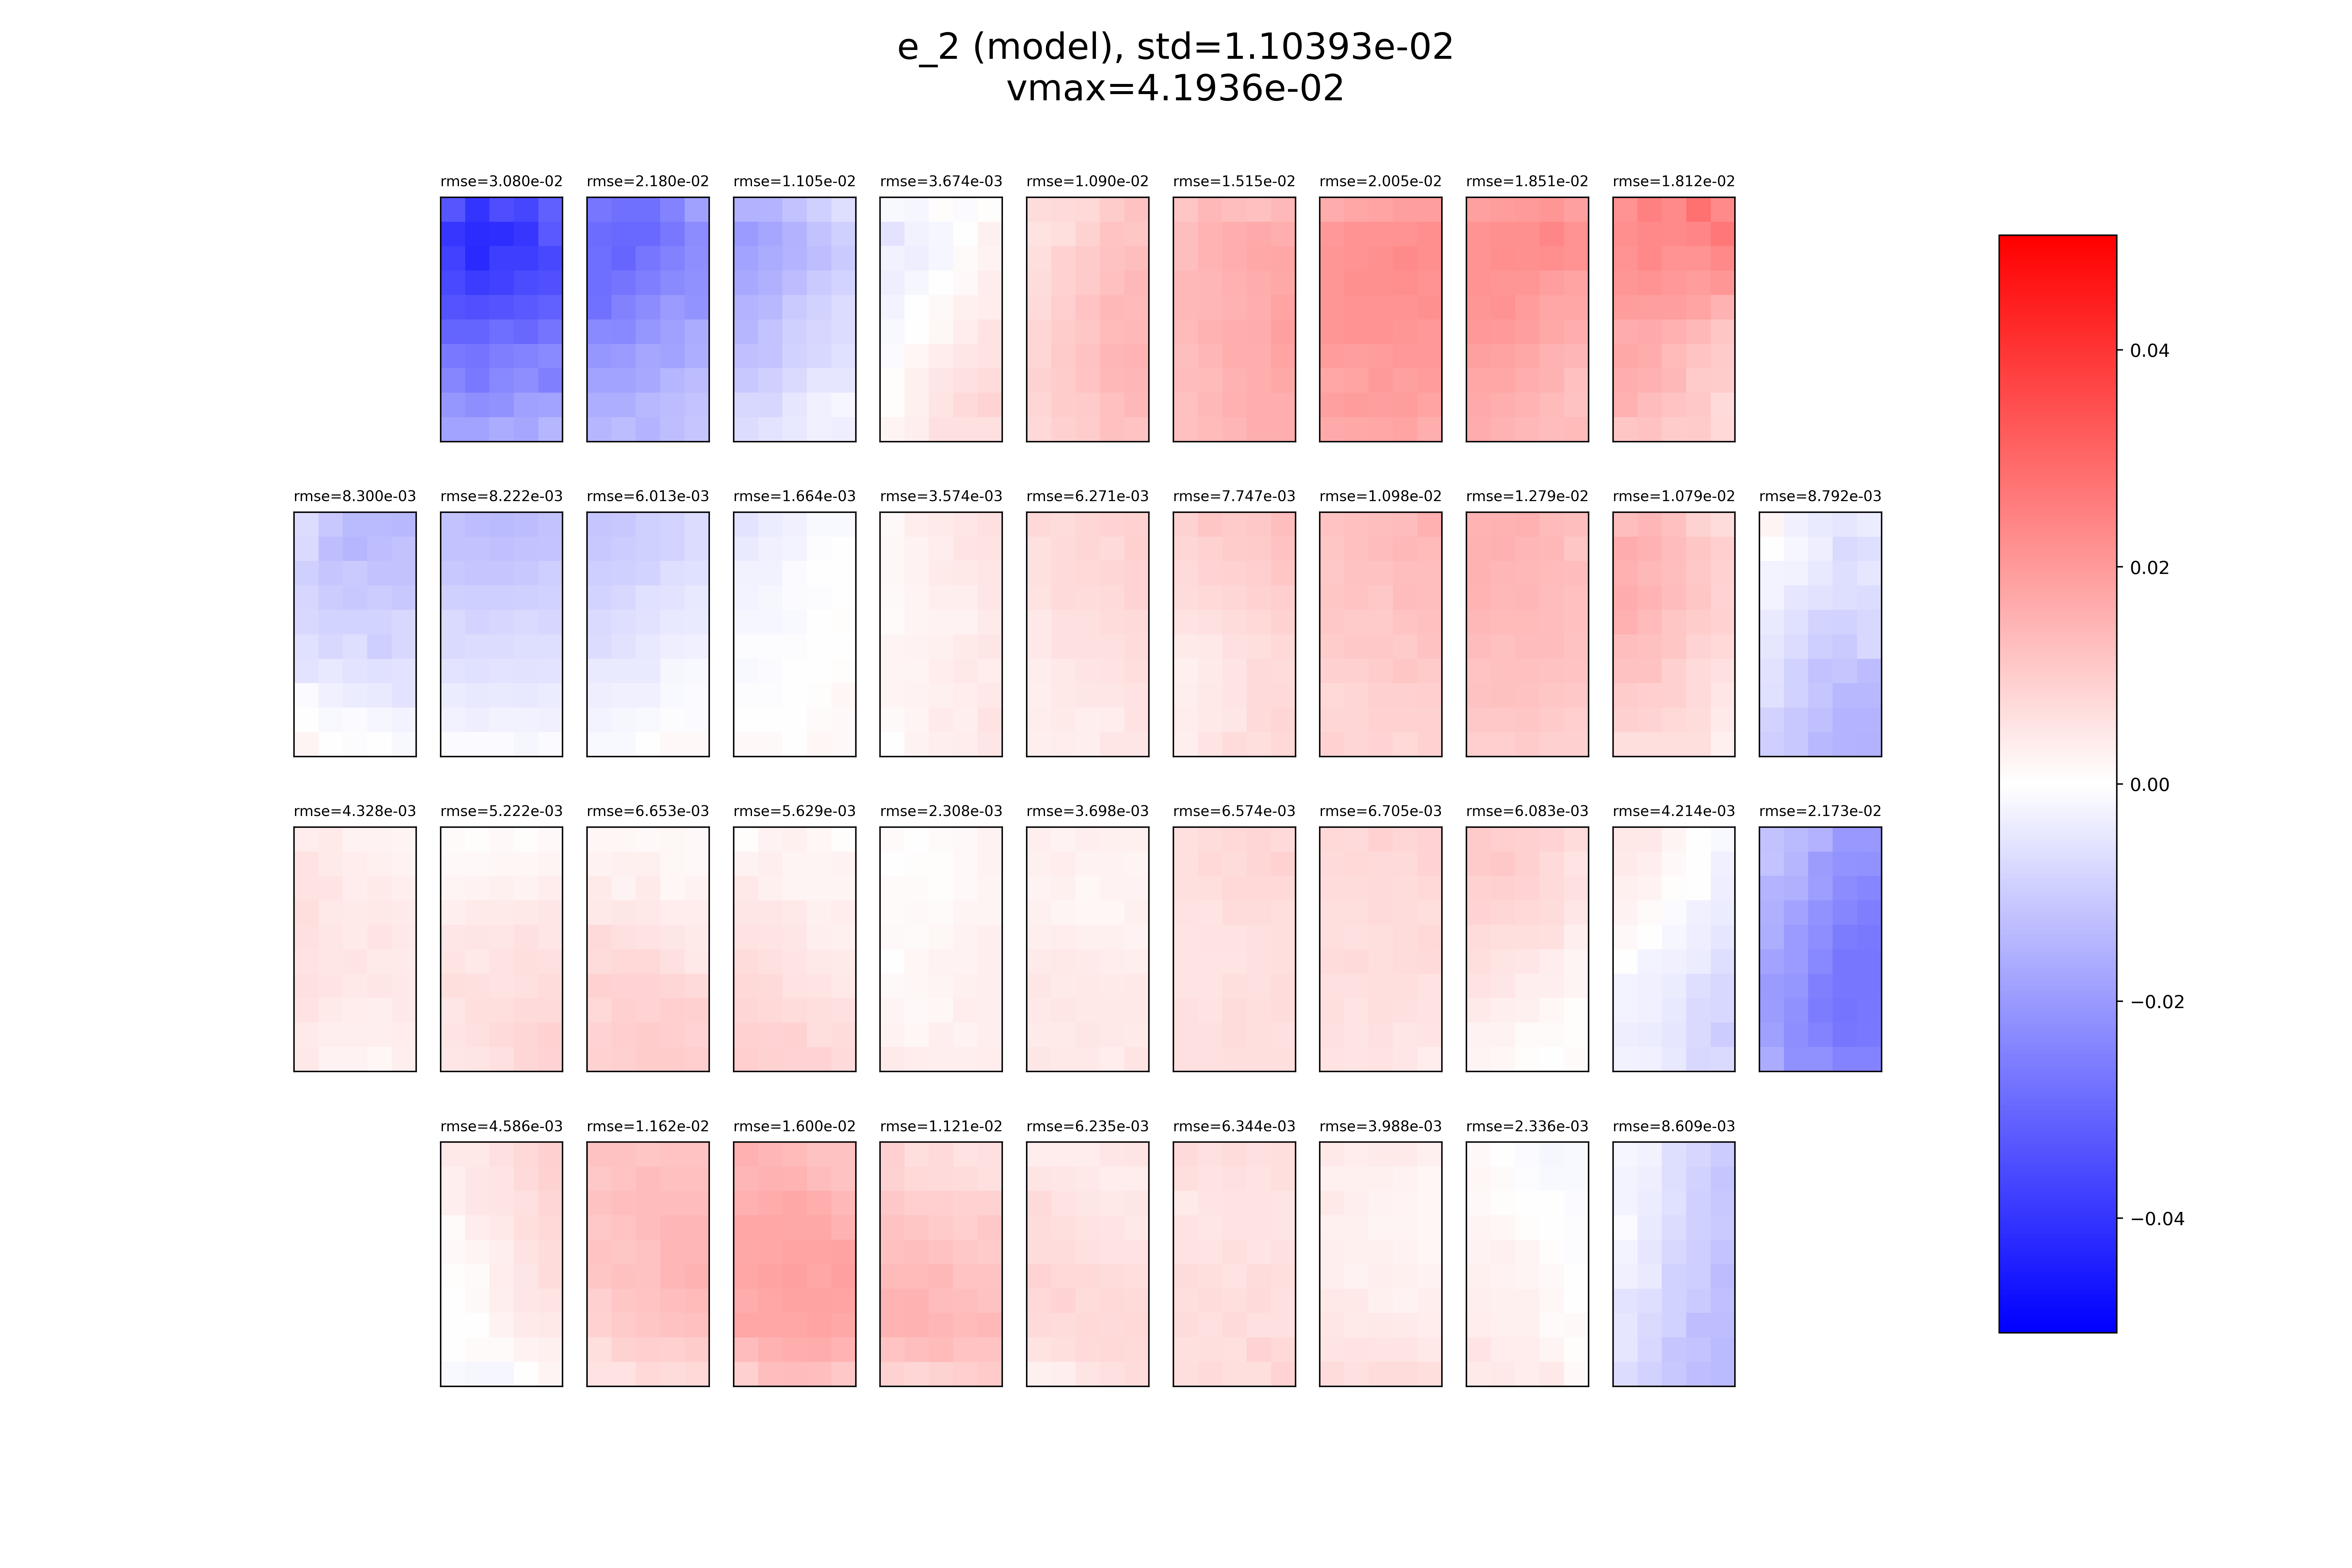 e_2 (model), std=1.10393e-02
vmax=4.1936e-02
rmse=3.080e-02 rmse=2.180e-02 rmse=1.105e-02 rmse=3.674e-03 rmse=1.090e-02 rmse=1.515e-02 rmse=2.005e-02 rmse=1.851e-02 rmse=1.812e-02
rmse=8.300e-03 rmse=8.222e-03 rmse=6.013e-03 rmse=1.664e-03 rmse=3.574e-03 rmse=6.271e-03 rmse=7.747e-03 rmse=1.098e-02 rmse=1.279e-02 rmse=1.079e-02 rmse=8.792e-03
rmse=4.328e-03 rmse=5.222e-03 rmse=6.653e-03 rmse=5.629e-03 rmse=2.308e-03 rmse=3.698e-03 rmse=6.574e-03 rmse=6.705e-03 rmse=6.083e-03 rmse=4.214e-03 rmse=2.173e-02
rmse=4.586e-03 rmse=1.162e-02 rmse=1.600e-02 rmse=1.121e-02 rmse=6.235e-03 rmse=6.344e-03 rmse=3.988e-03 rmse=2.336e-03 rmse=8.609e-03
0.04
0.02
0.00
−0.02
−0.04